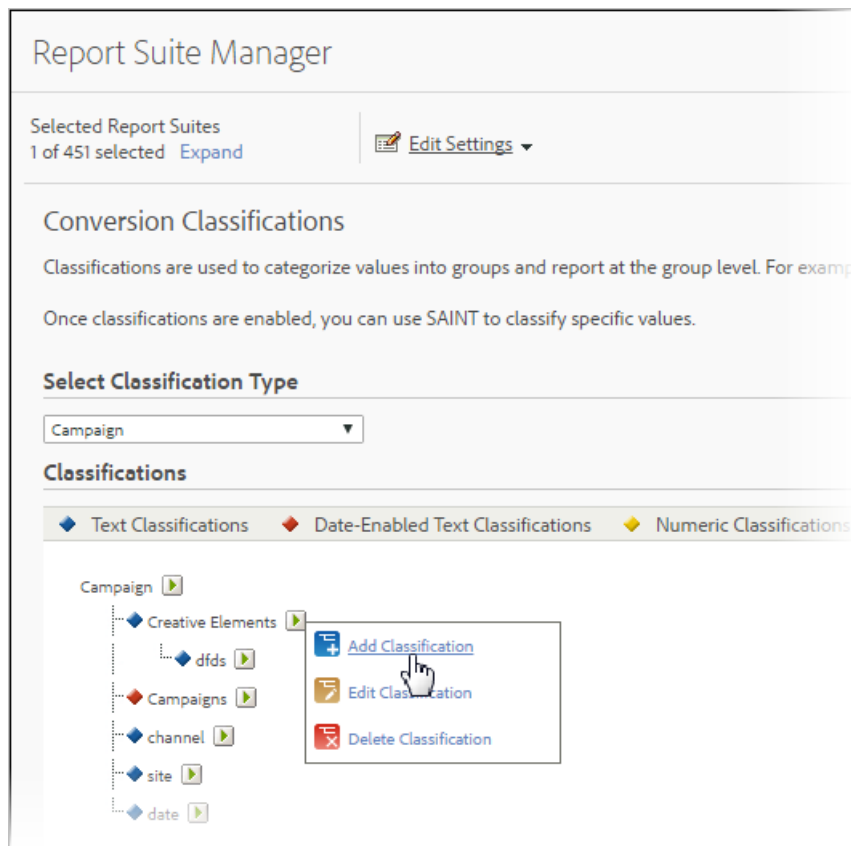 Report Suite Manager
Selected Report Suites
1 of 451 selected Expand
Edit Settings
Conversion Classifications
Classifications are used to categorize values into groups and report at the group level. For
Once classifications are enabled, you can use SAINT to classify specific values.
Select Classification Type
Campaign
Classifications
Text Classifications Date-Enabled Text Classifications Numeric Classifications
Campaign
Creative Elements
Add Classification
dfds
Edit Classification
Campaigns
Delete Classification
channel
site
date